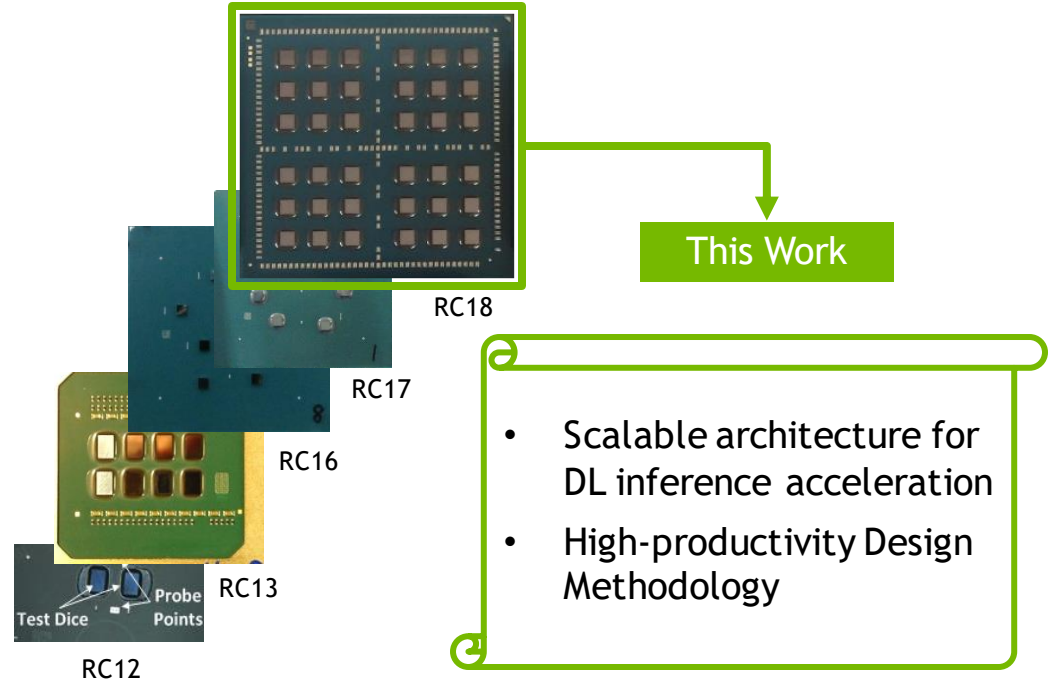 RC18
This Work
RC17
RC16
RC13
Test Dice
Probe
Points
RC12
• Scalable architecture for
DL inference acceleration
• High-productivity Design
Methodology